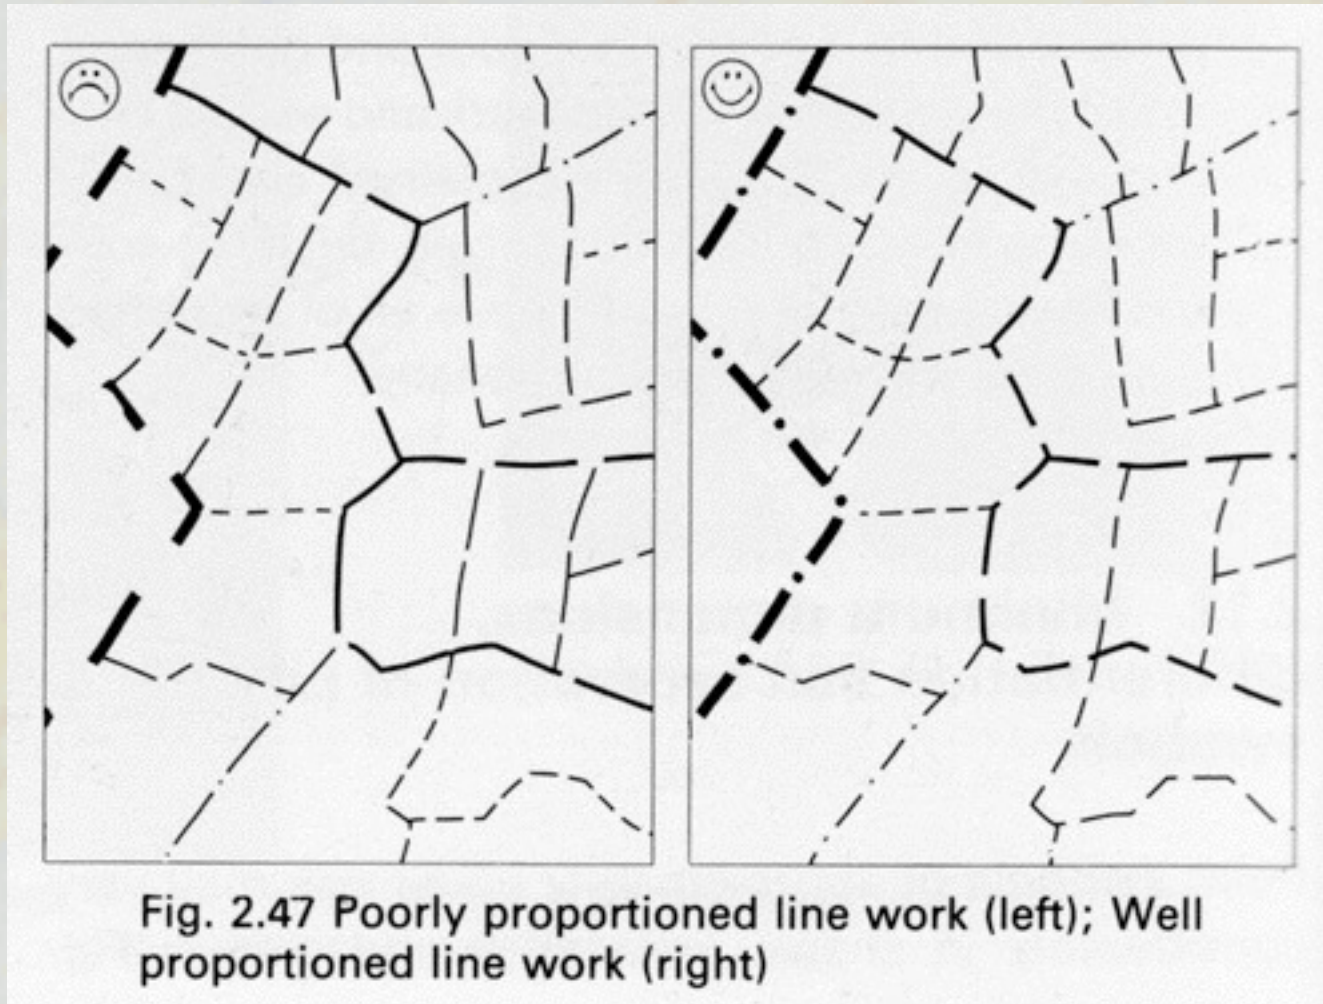 Fig. 2.47 Poorly proportioned line work (left); Well
proportioned line work (right)